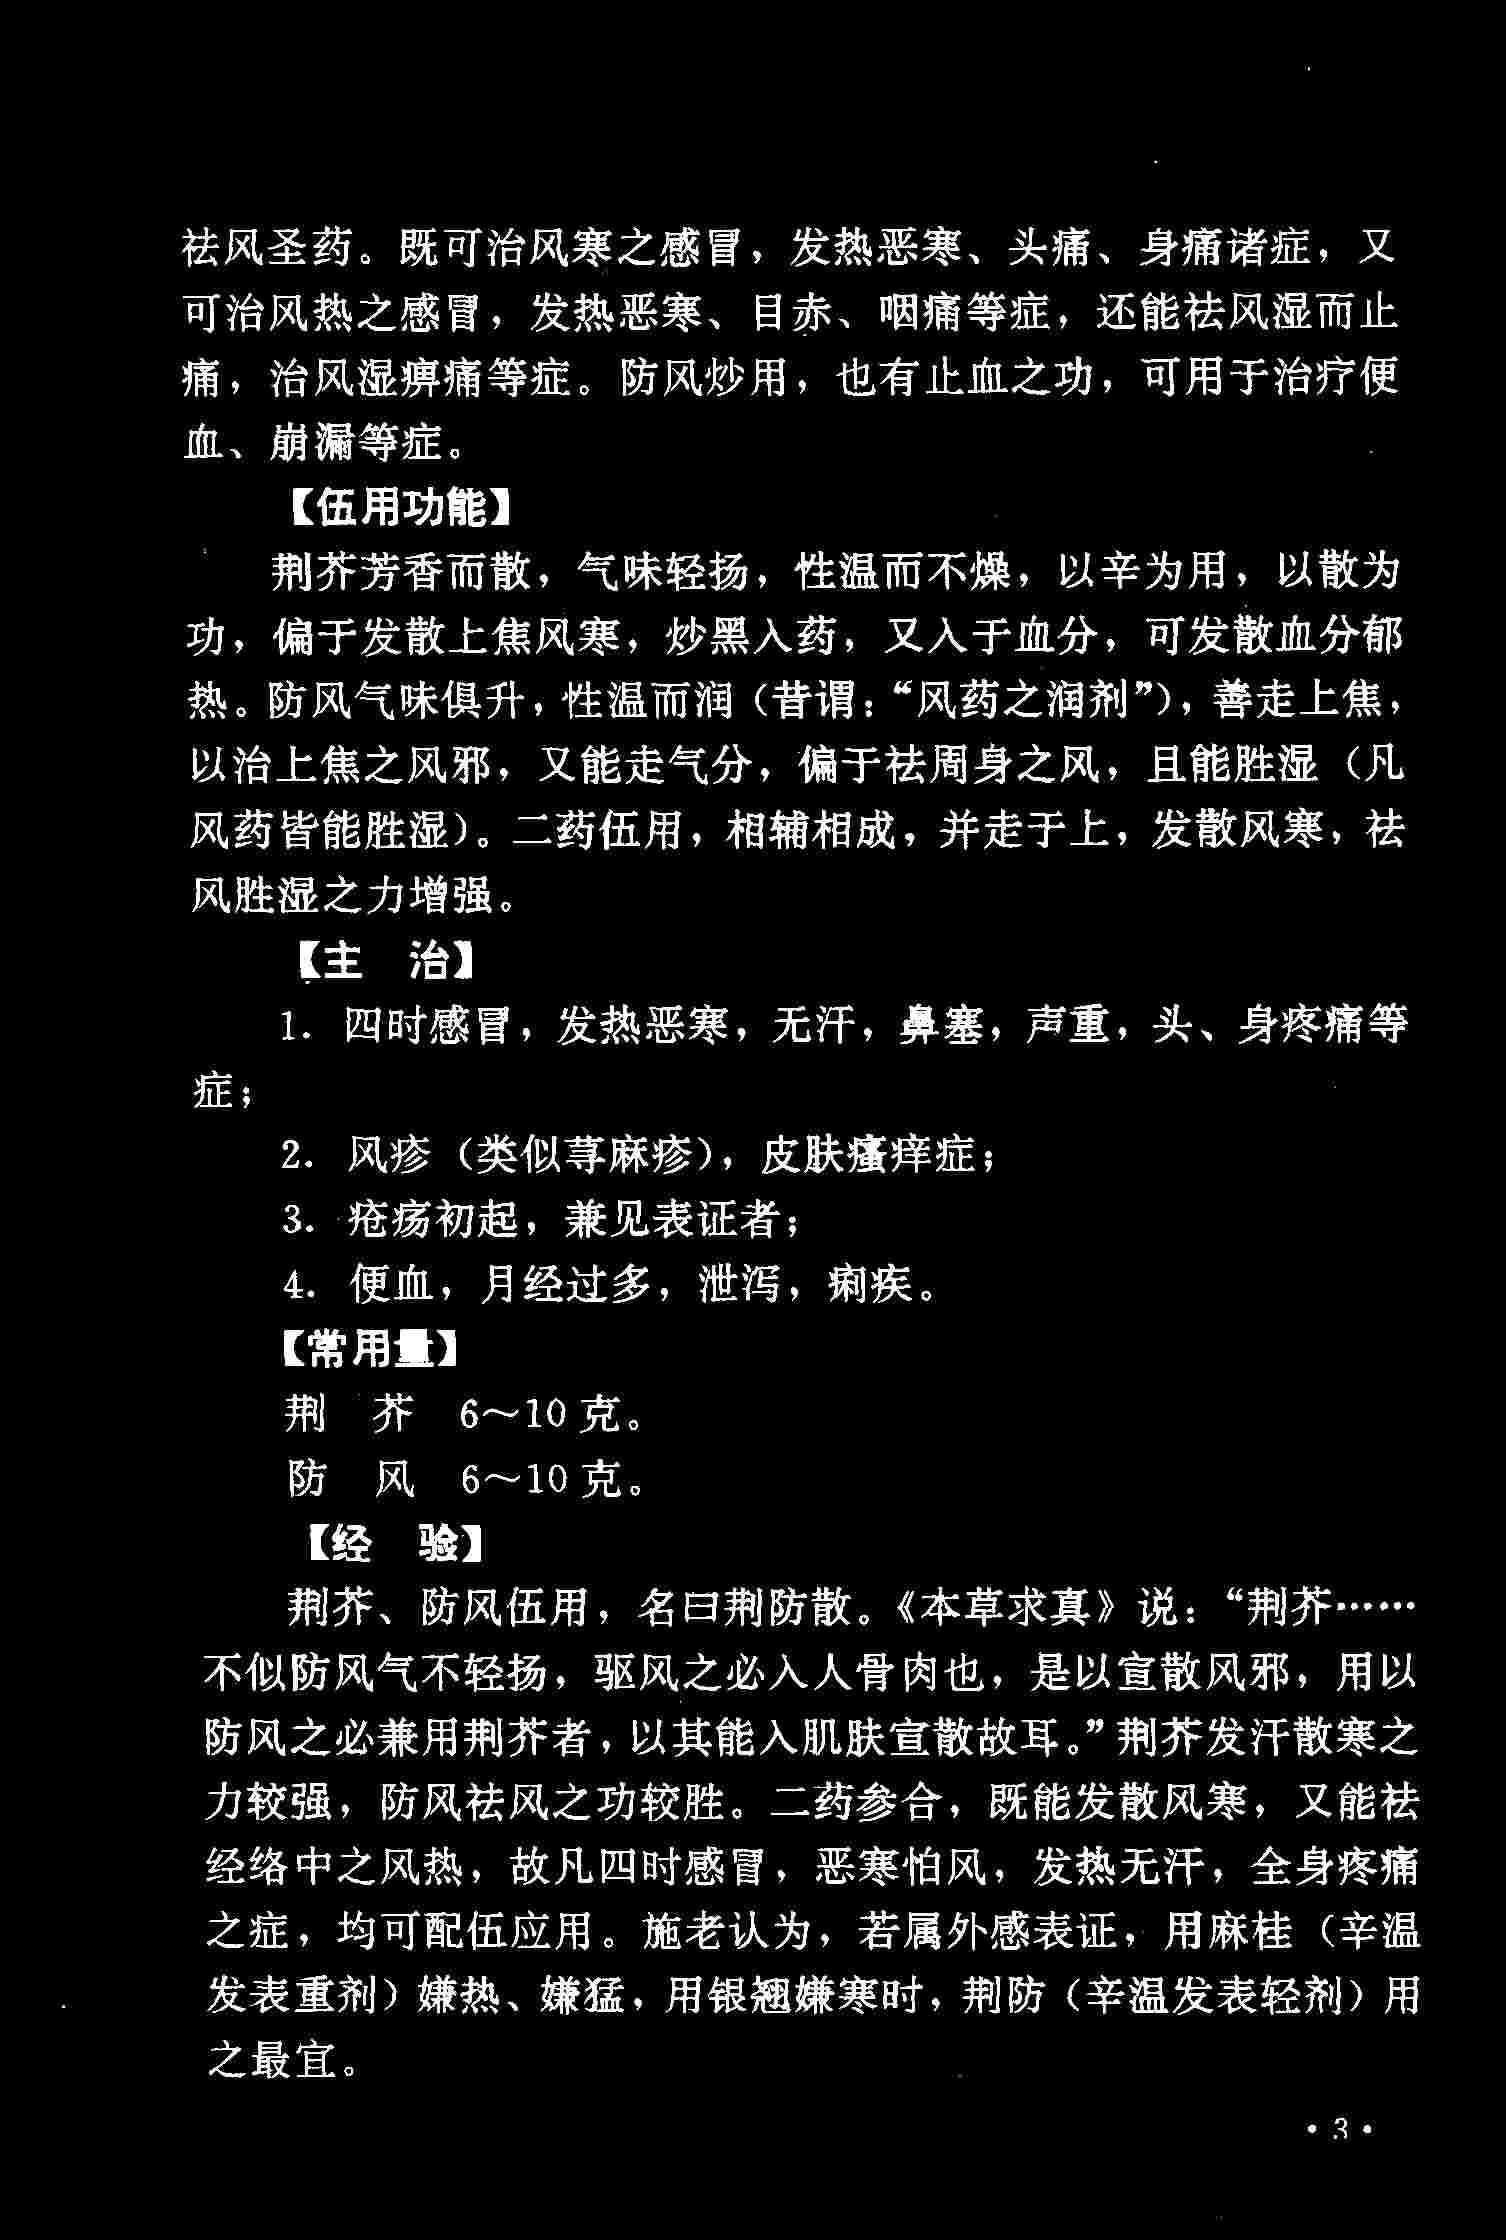 祛风圣药。既可治风寒之感冒，发热恶寒、头痛、身痛诸症，又
可治风热之感冒，发热恶寒、目赤、咽痛等症，还能祛风湿而止
痛，治风湿痹痛等症。防风炒用，也有止血之功，可用于治疗便
血、崩漏等症。
【伍用功能】
荆芥芳香而散，气味轻扬，性温而不燥，以辛为用，以散为
功，偏于发散上焦风寒，炒黑入药，又入于血分，可发散血分郁
热。防风气味俱升，性温而润（昔谓：“风药之润剂”），善走上焦，
以治上焦之风邪，又能走气分，偏于祛周身之风，且能胜湿（凡
风药皆能胜湿）。二药伍用，相辅相成，并走于上，发散风寒，祛
风胜湿之力增强。
【主　治】
1．四时感冒，发热恶寒，无汗，鼻塞，声重，头、身疼痛等
症；
2．风疹（类似荨麻疹），皮肤瘙痒症；
3．疮疡初起，兼见表证者；
4．便血，月经过多，泄泻，痢疾。
【常用量】
荆　芥　6～10克。
防　风　6～10克。
【经　验】
荆芥、防风伍用，名曰荆防散。《本草求真》说：“荆芥……
不似防风气不轻扬，驱风之必入人骨肉也，是以宣散风邪，用以
防风之必兼用荆芥者，以其能入肌肤宣散故耳。”荆芥发汗散寒之
力较强，防风祛风之功较胜。二药参合，既能发散风寒，又能祛
经络中之风热，故凡四时感冒，恶寒怕风，发热无汗，全身疼痛
之症，均可配伍应用。施老认为，若属外感表证，用麻桂（辛温
发表重剂）嫌热、嫌猛，用银翘嫌寒时，荆防（辛温发表轻剂）用
之最宜。
·3·